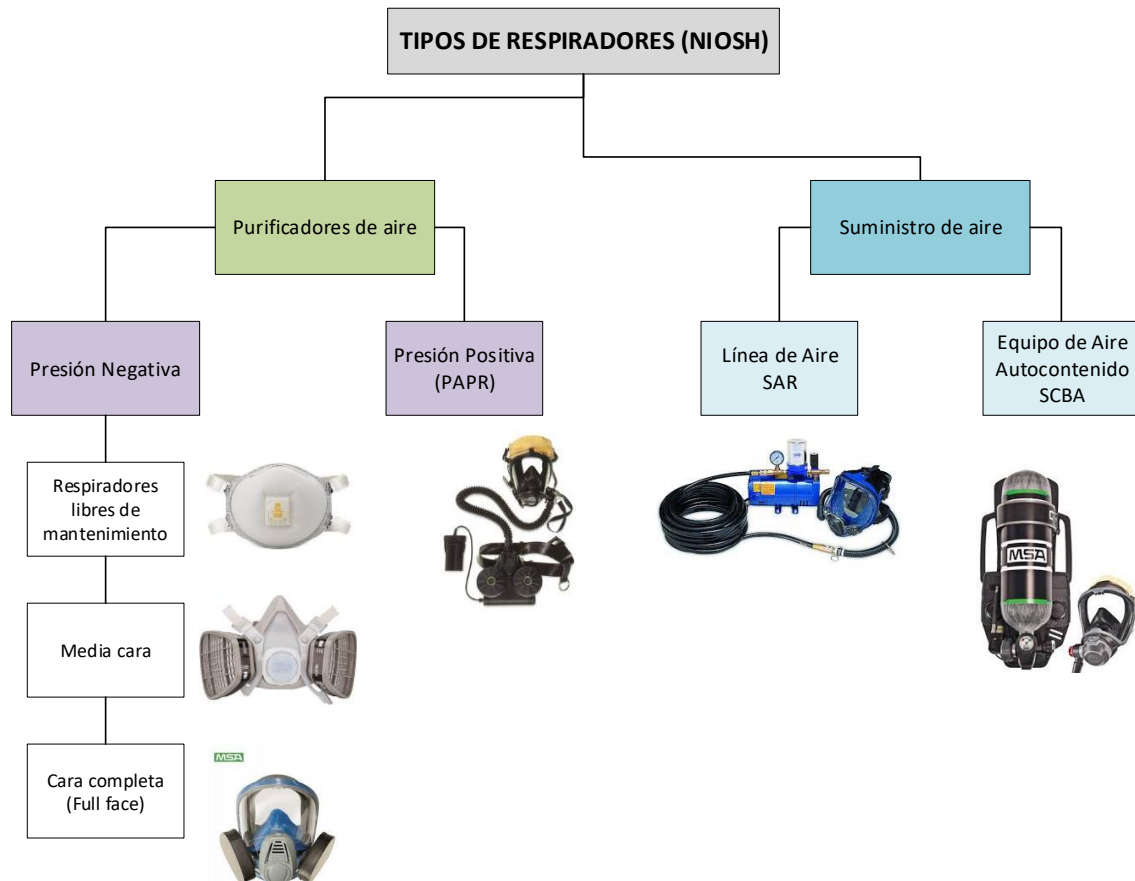 TIPOS DE RESPIRADORES (NIOSH)
Purificadores de aire
Suministro de aire
Presión Negativa
Presión Positiva
(PAPR)
Línea de Aire
SAR
Equipo de Aire
Autocontenido
SCBA
Respiradores
libres de
mantenimiento
MSA
Media cara
3M
MSA
Cara completa
(Full face)